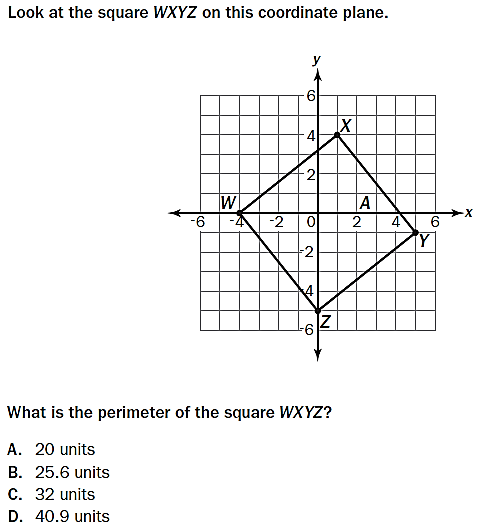 Look at the square WXYZ on this coordinate plane.
y
6
X
4
2
W
A
x
-6 -4 -2 0 2 4 6
Y
-2
-4
-6 Z
What is the perimeter of the square WXYZ?
A. 20 units
B. 25.6 units
C. 32 units
D. 40.9 units